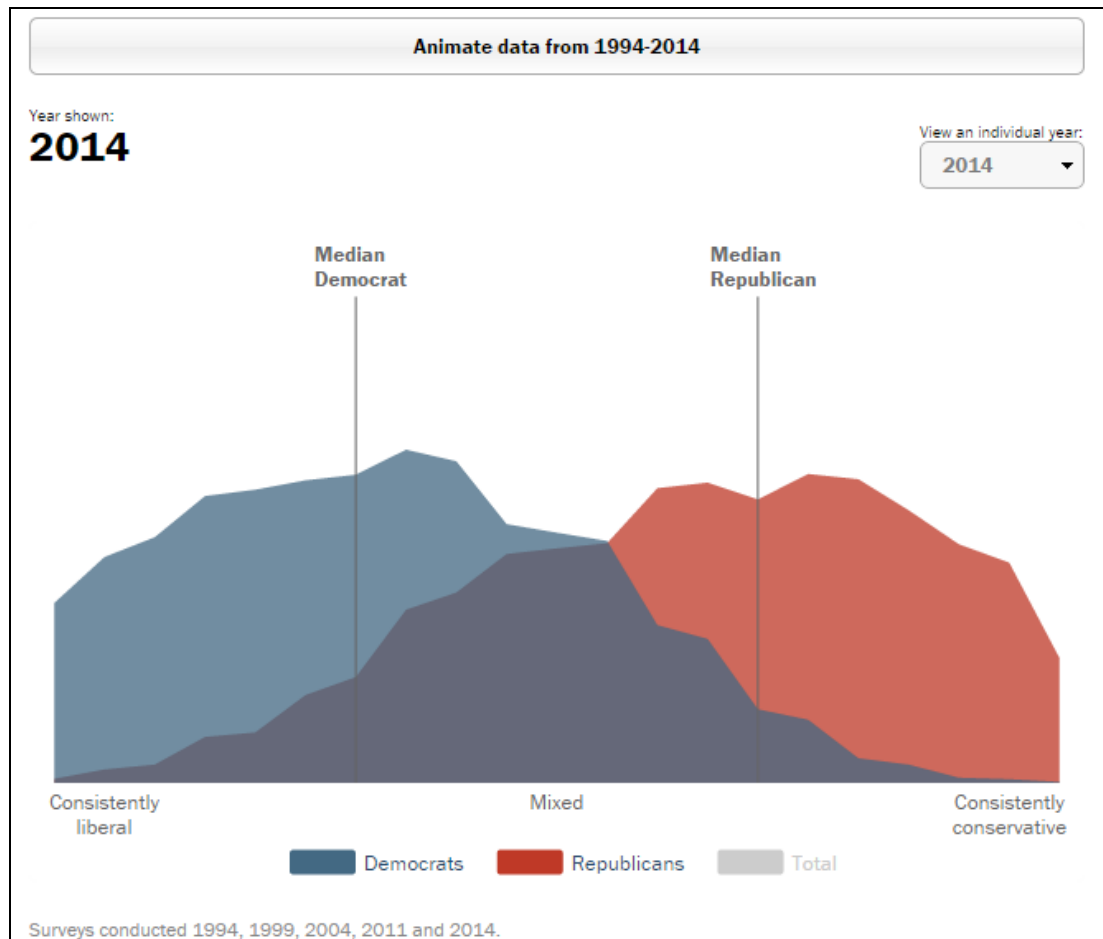 Animate data from 1994-2014
Year shown:
2014
View an individual year:
2014
Median
Democrat
Median
Republican
Consistently
liberal
Mixed
Consistently
conservative
Democrats
Republicans
Total
Surveys conducted 1994, 1999, 2004, 2011 and 2014.